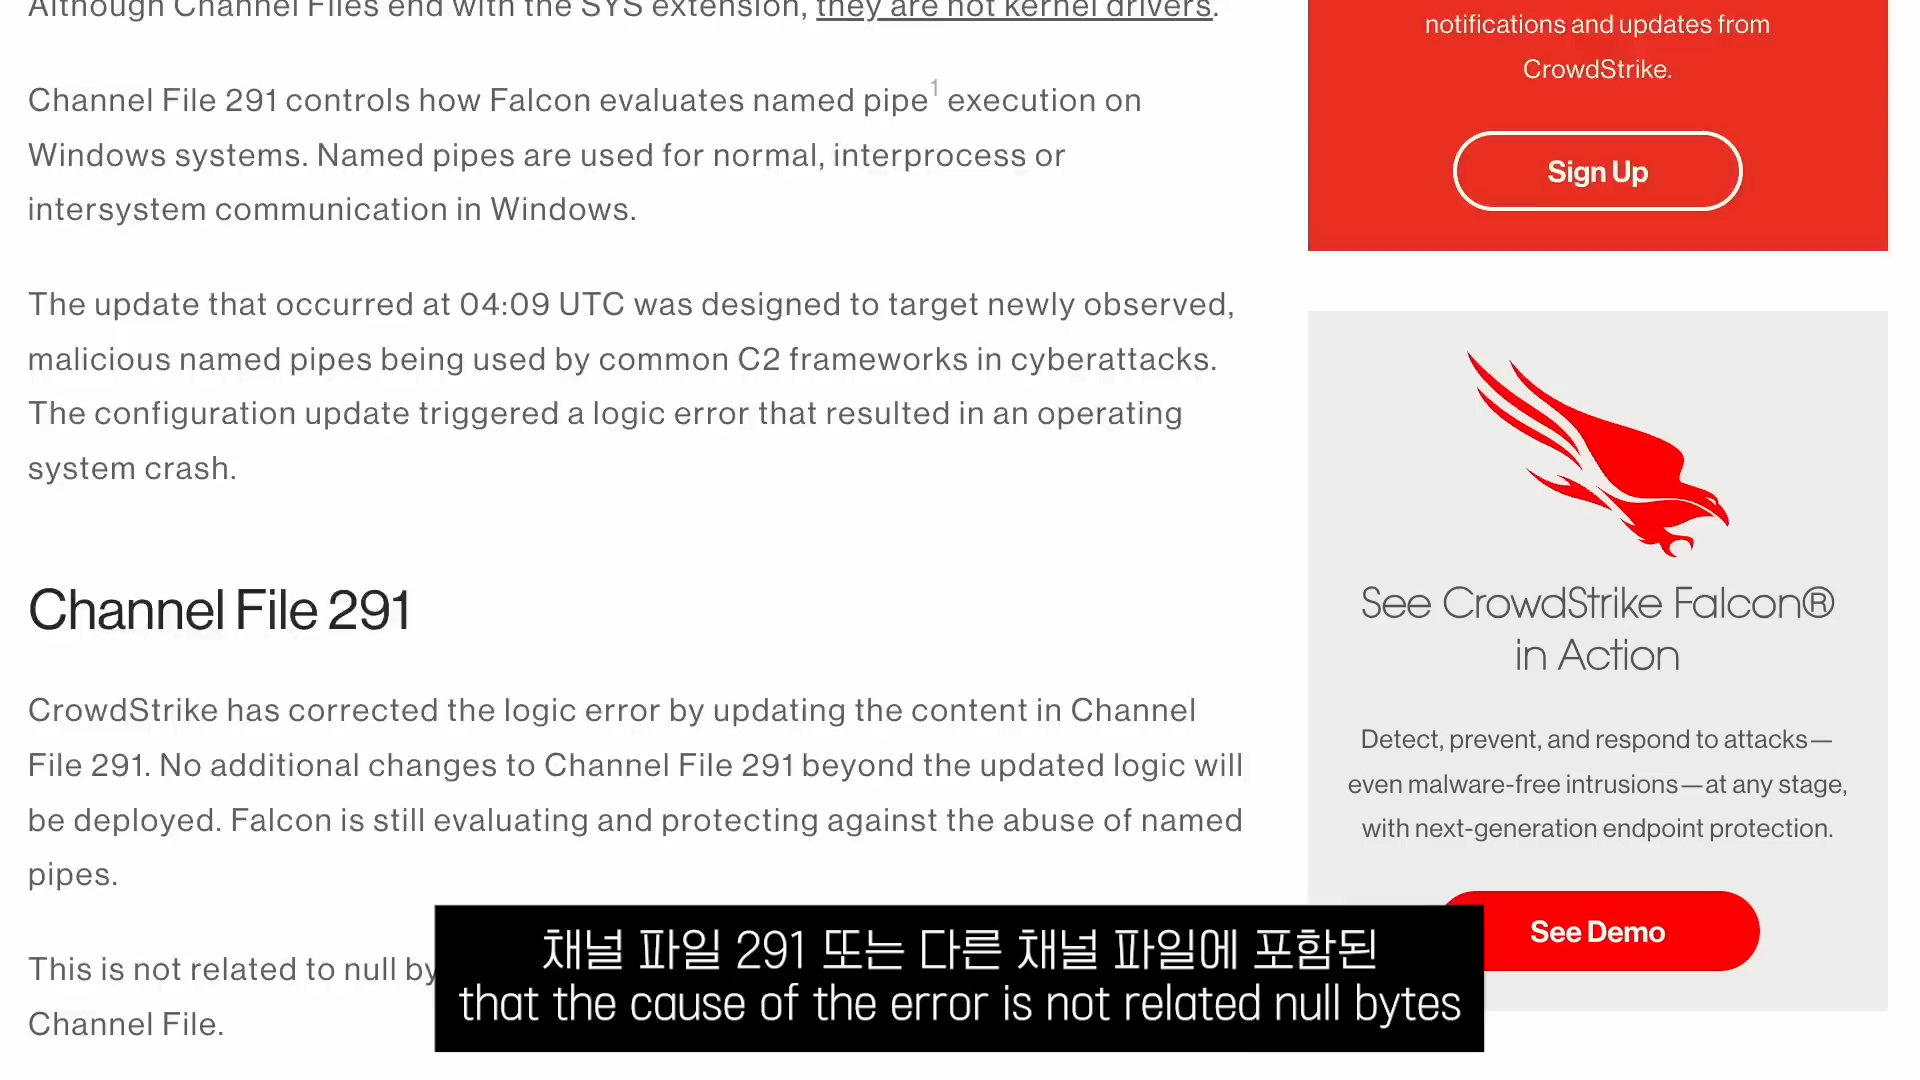 Although Channel Files end with the SYS extension, they are not kernel drivers.
Channel File 291 controls how Falcon evaluates named pipe1 execution on
Windows systems. Named pipes are used for normal, interprocess or
intersystem communication in Windows.
The update that occurred at 04:09 UTC was designed to target newly observed,
malicious named pipes being used by common C2 frameworks in cyberattacks.
The configuration update triggered a logic error that resulted in an operating
system crash.
Channel File 291
CrowdStrike has corrected the logic error by updating the content in Channel
File 291. No additional changes to Channel File 291 beyond the updated logic will
be deployed. Falcon is still evaluating and protecting against the abuse of named
pipes.
This is not related to null by
Channel File.
notifications and updates from
CrowdStrike.
Sign Up
See CrowdStrike Falcon®
in Action
Detect, prevent, and respond to attacks—
even malware-free intrusions—at any stage,
with next-generation endpoint protection.
See Demo
채널 파일 291 또는 다른 채널 파일에 포함된
that the cause of the error is not related null bytes